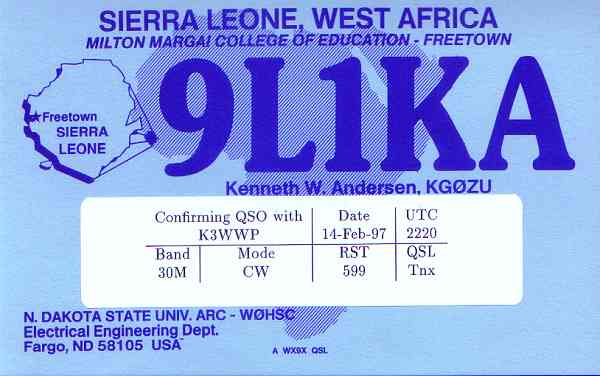 SIERRA LEONE, WEST AFRICA
MILTON MARGAI COLLEGE OF EDUCATION - FREETOWN
9L1KA
Freetown
SIERRA
LEONE
Kenneth W. Andersen, KGØZU
Confirming QSO with Date UTC
K3WWP 14-Feb-97 2220
Band Mode RST QSL
30M CW 599 Tnx
N. DAKOTA STATE UNIV. ARC - WØHSC
Electrical Engineering Dept.
Fargo, ND 58105 USA
A WX9X QSL